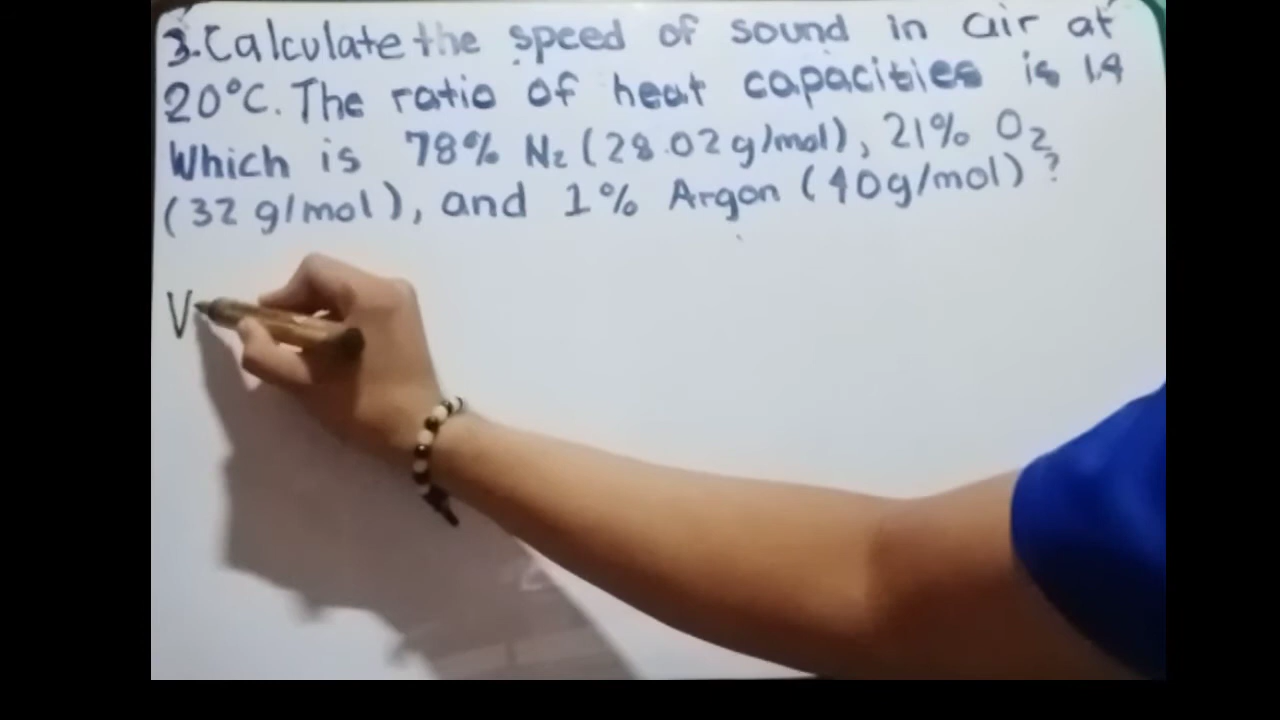 3. Calculate the speed of sound in air at
20°C. The ratio of heat capacities is 1.4
Which is 78% N₂ (28.02g/mol), 21% O₂
(32 g/mol), and 1% Argon (40g/mol)?
V